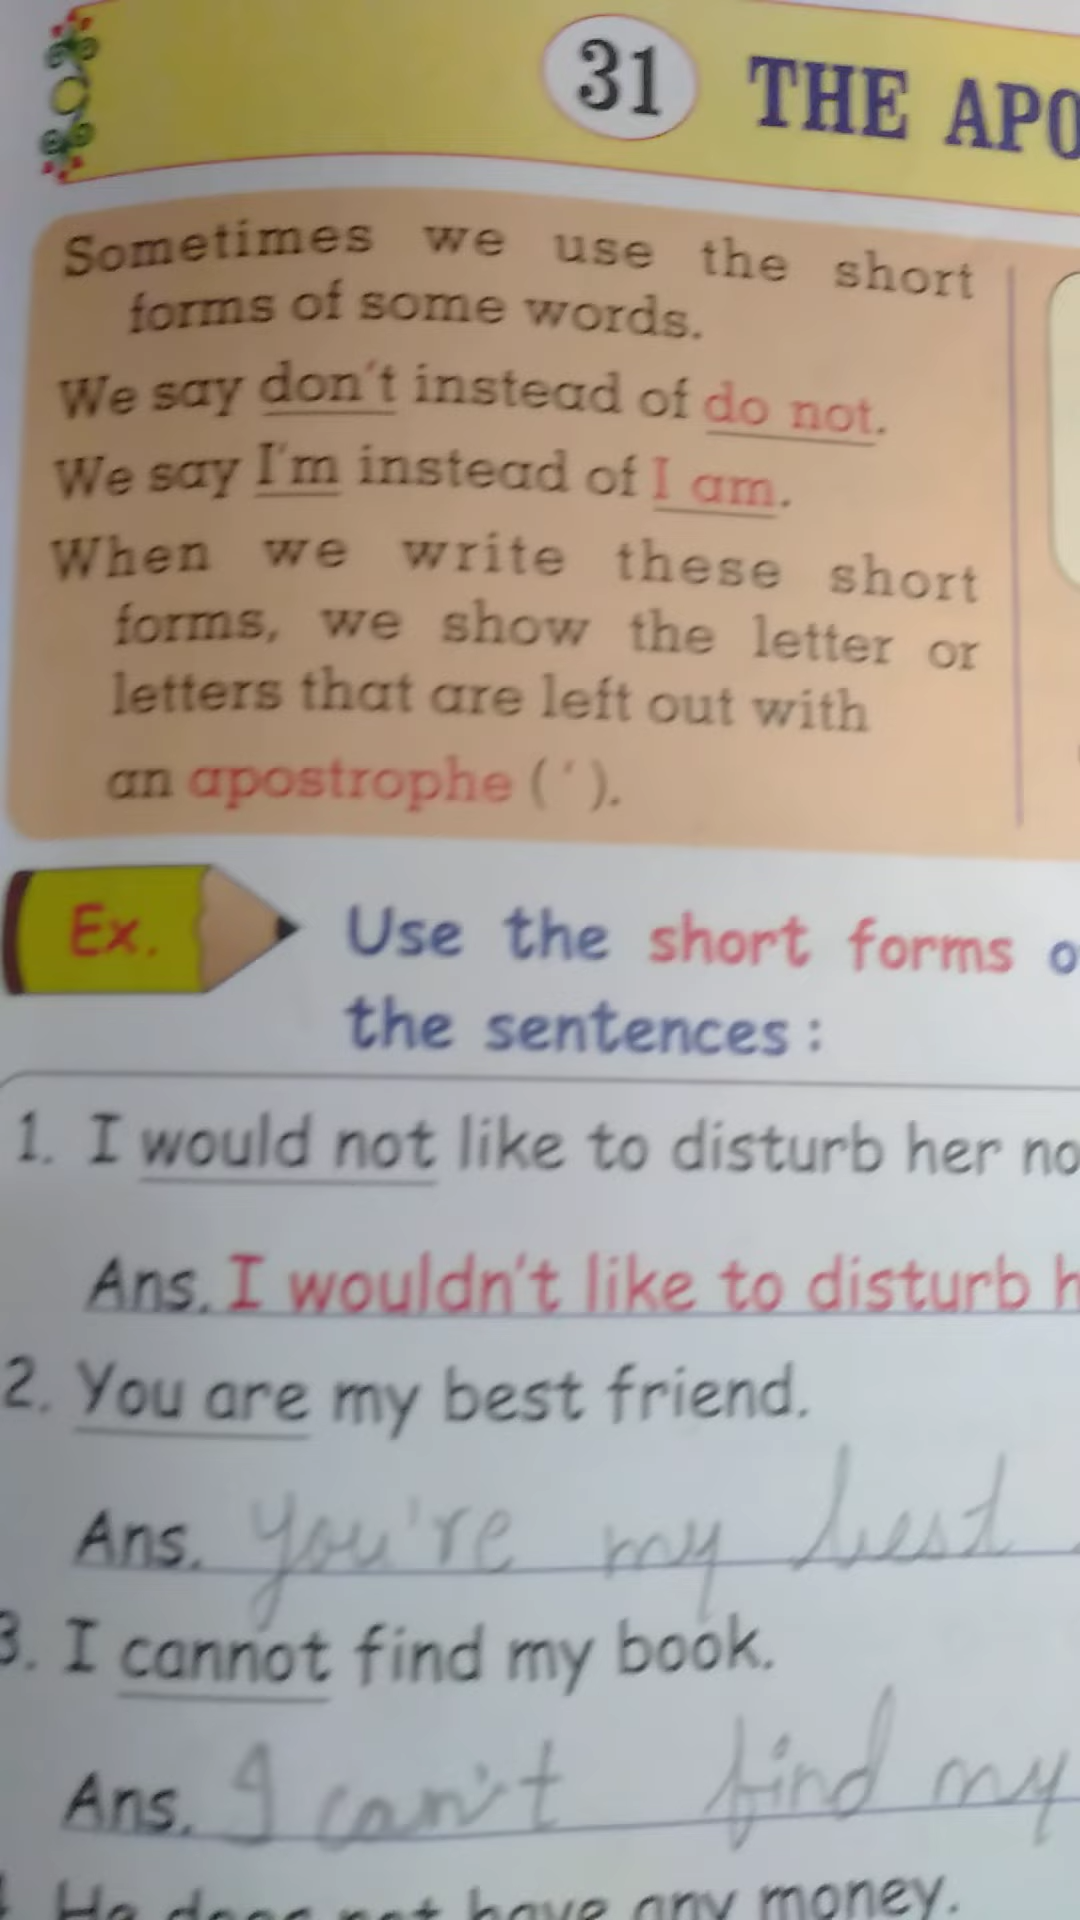 31 THE APO
Sometimes we use the short
forms of some words.
We say don't instead of do not.
We say I'm instead of I am.
When we write these short
forms, we show the letter or
letters that are left out with
an apostrophe (').
Ex. Use the short forms o
the sentences :
1. I would not like to disturb her no
Ans. I wouldn't like to disturb h
2. You are my best friend.
Ans. you're my best
3. I cannot find my book.
Ans. I can't find my
He does not have any money.